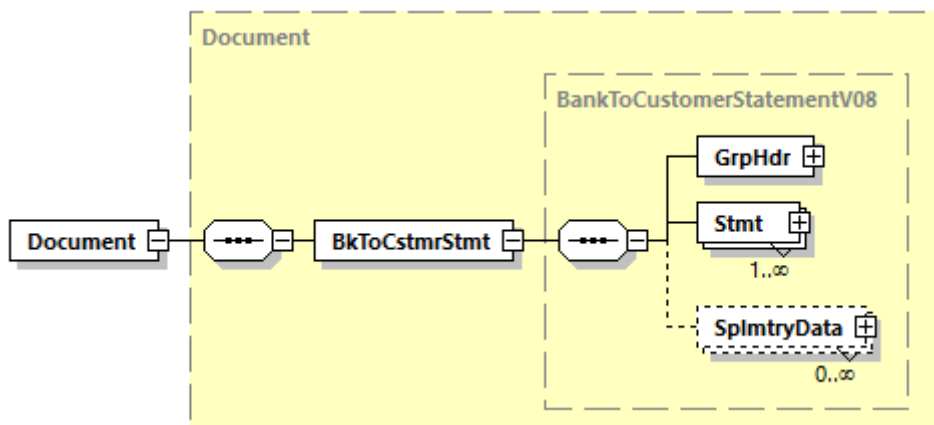 Document
BankToCustomerStatementV08
GrpHdr
Document
BkToCstmrStmt
Stmt
1..∞
SplmtryData
0..∞